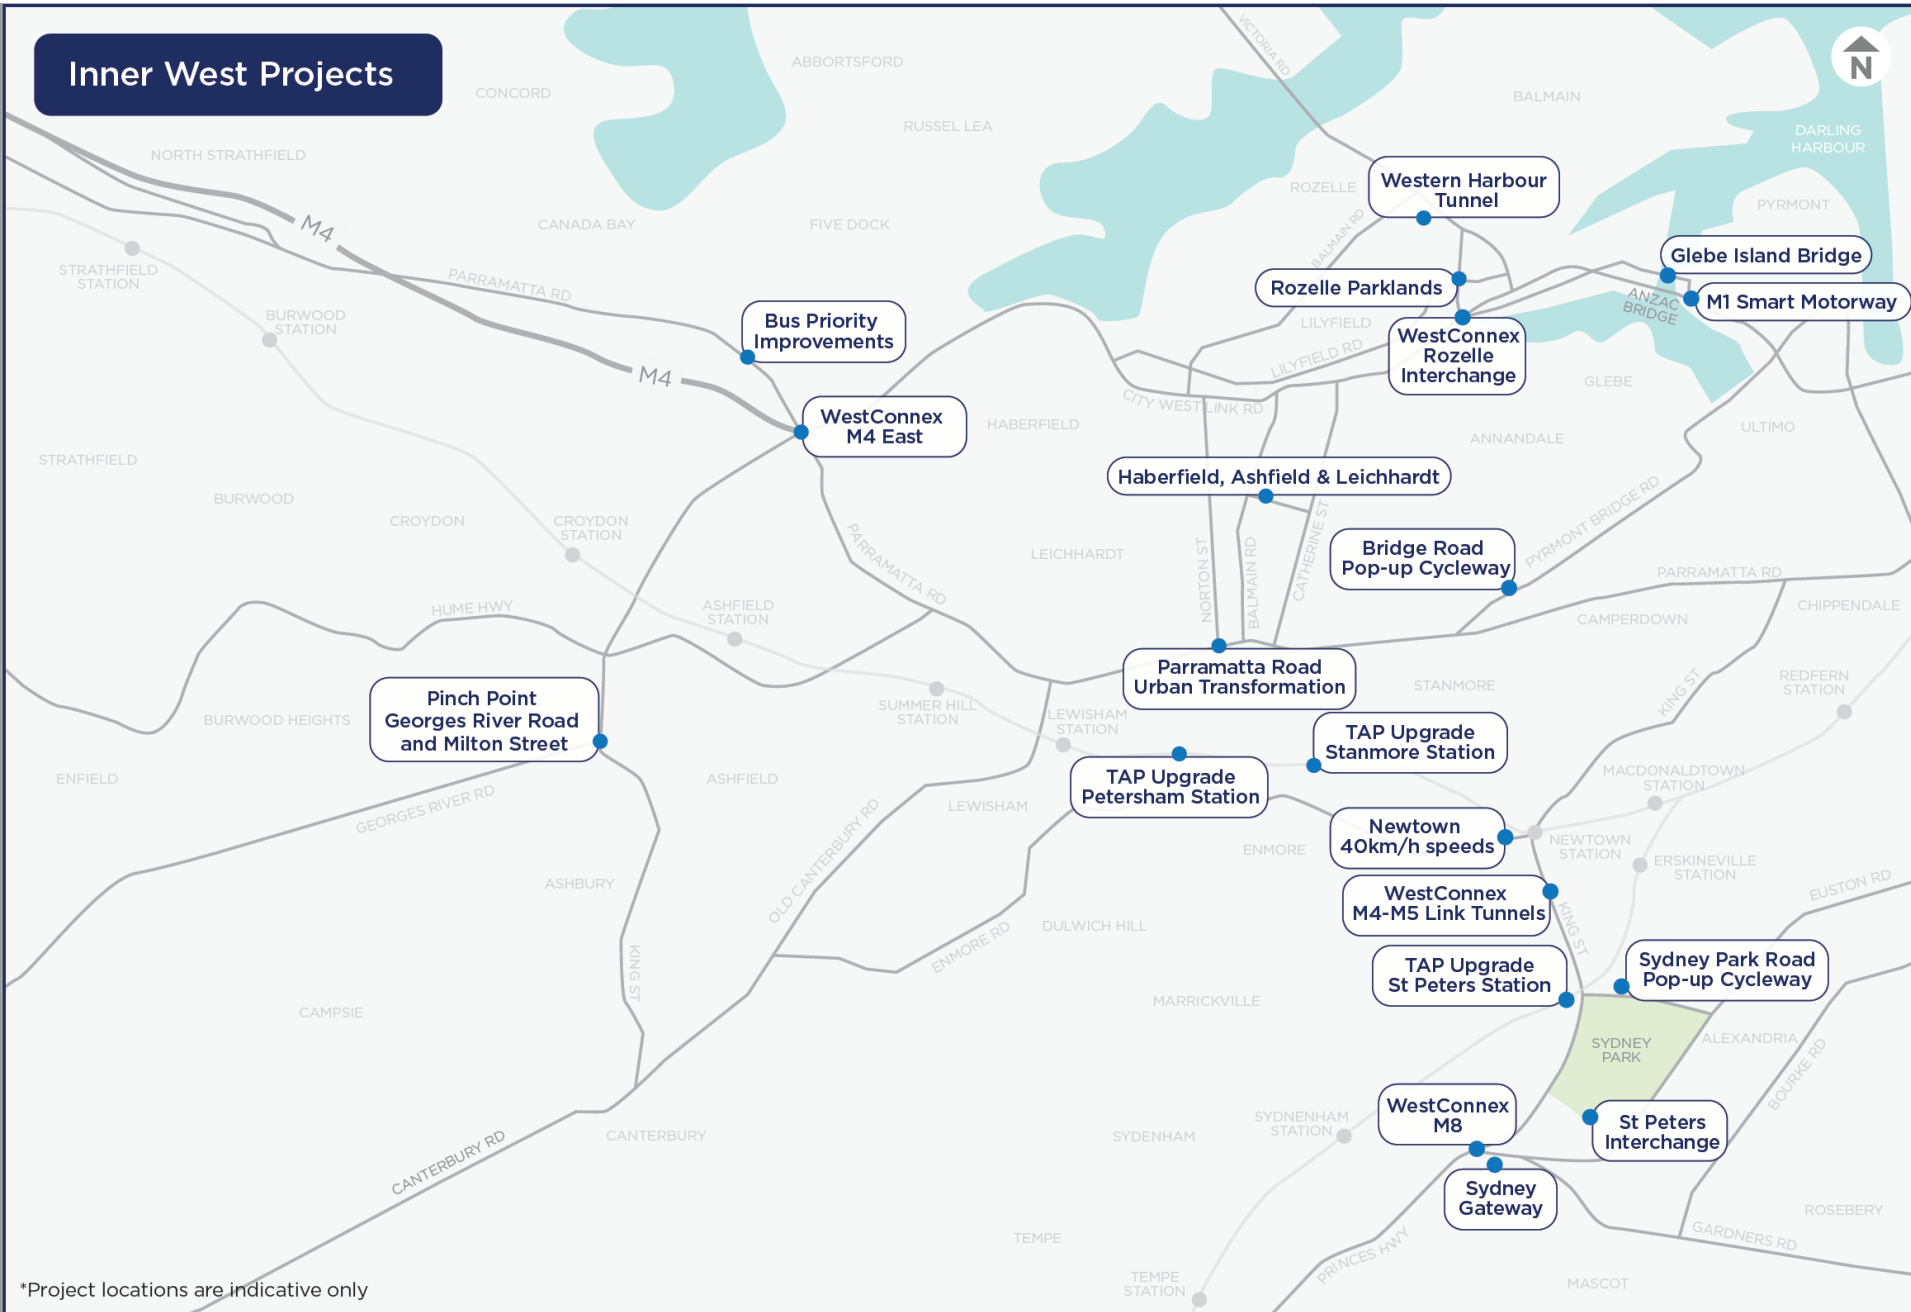 Inner West Projects
N
VICTORIA RD
ABBORTSFORD
CONCORD
BALMAIN
RUSSEL LEA
DARLING
HARBOUR
NORTH STRATHFIELD
Western Harbour
Tunnel
ROZELLE
PYRMONT
M4
CANADA BAY
FIVE DOCK
BALMAIN RD
Glebe Island Bridge
STRATHFIELD
STATION
PARRAMATTA RD
Rozelle Parklands
ANZAC
BRIDGE
M1 Smart Motorway
BURWOOD
STATION
Bus Priority
Improvements
LILYFIELD
WestConnex
Rozelle
Interchange
LILYFIELD RD
M4
GLEBE
CITY WEST LINK RD
WestConnex
M4 East
HABERFIELD
ANNANDALE
ULTIMO
STRATHFIELD
Haberfield, Ashfield & Leichhardt
BURWOOD
CROYDON
CROYDON
STATION
PARRAMATTA RD
LEICHHARDT
NORTON ST
BALMAIN RD
CATHERINE ST
Bridge Road
Pop-up Cycleway
PYRMONT BRIDGE RD
PARRAMATTA RD
HUME HWY
ASHFIELD
STATION
CAMPERDOWN
CHIPPENDALE
Parramatta Road
Urban Transformation
STANMORE
KING ST
REDFERN
STATION
Pinch Point
Georges River Road
and Milton Street
BURWOOD HEIGHTS
SUMMER HILL
STATION
LEWISHAM
STATION
TAP Upgrade
Stanmore Station
ENFIELD
ASHFIELD
TAP Upgrade
Petersham Station
MACDONALDTOWN
STATION
GEORGES RIVER RD
LEWISHAM
Newtown
40km/h speeds
ENMORE
NEWTOWN
STATION
ERSKINEVILLE
STATION
OLD CANTERBURY RD
ASHBURY
WestConnex
M4-M5 Link Tunnels
EUSTON RD
DULWICH HILL
KING ST
ENMORE RD
KING ST
TAP Upgrade
St Peters Station
Sydney Park Road
Pop-up Cycleway
CAMPSIE
MARRICKVILLE
SYDNEY
PARK
ALEXANDRIA
BOURKE RD
WestConnex
M8
SYDNENHAM
STATION
St Peters
Interchange
CANTERBURY
SYDENHAM
CANTERBURY RD
Sydney
Gateway
ROSEBERY
TEMPE
PRINCES HWY
GARDNERS RD
TEMPE
STATION
MASCOT
*Project locations are indicative only